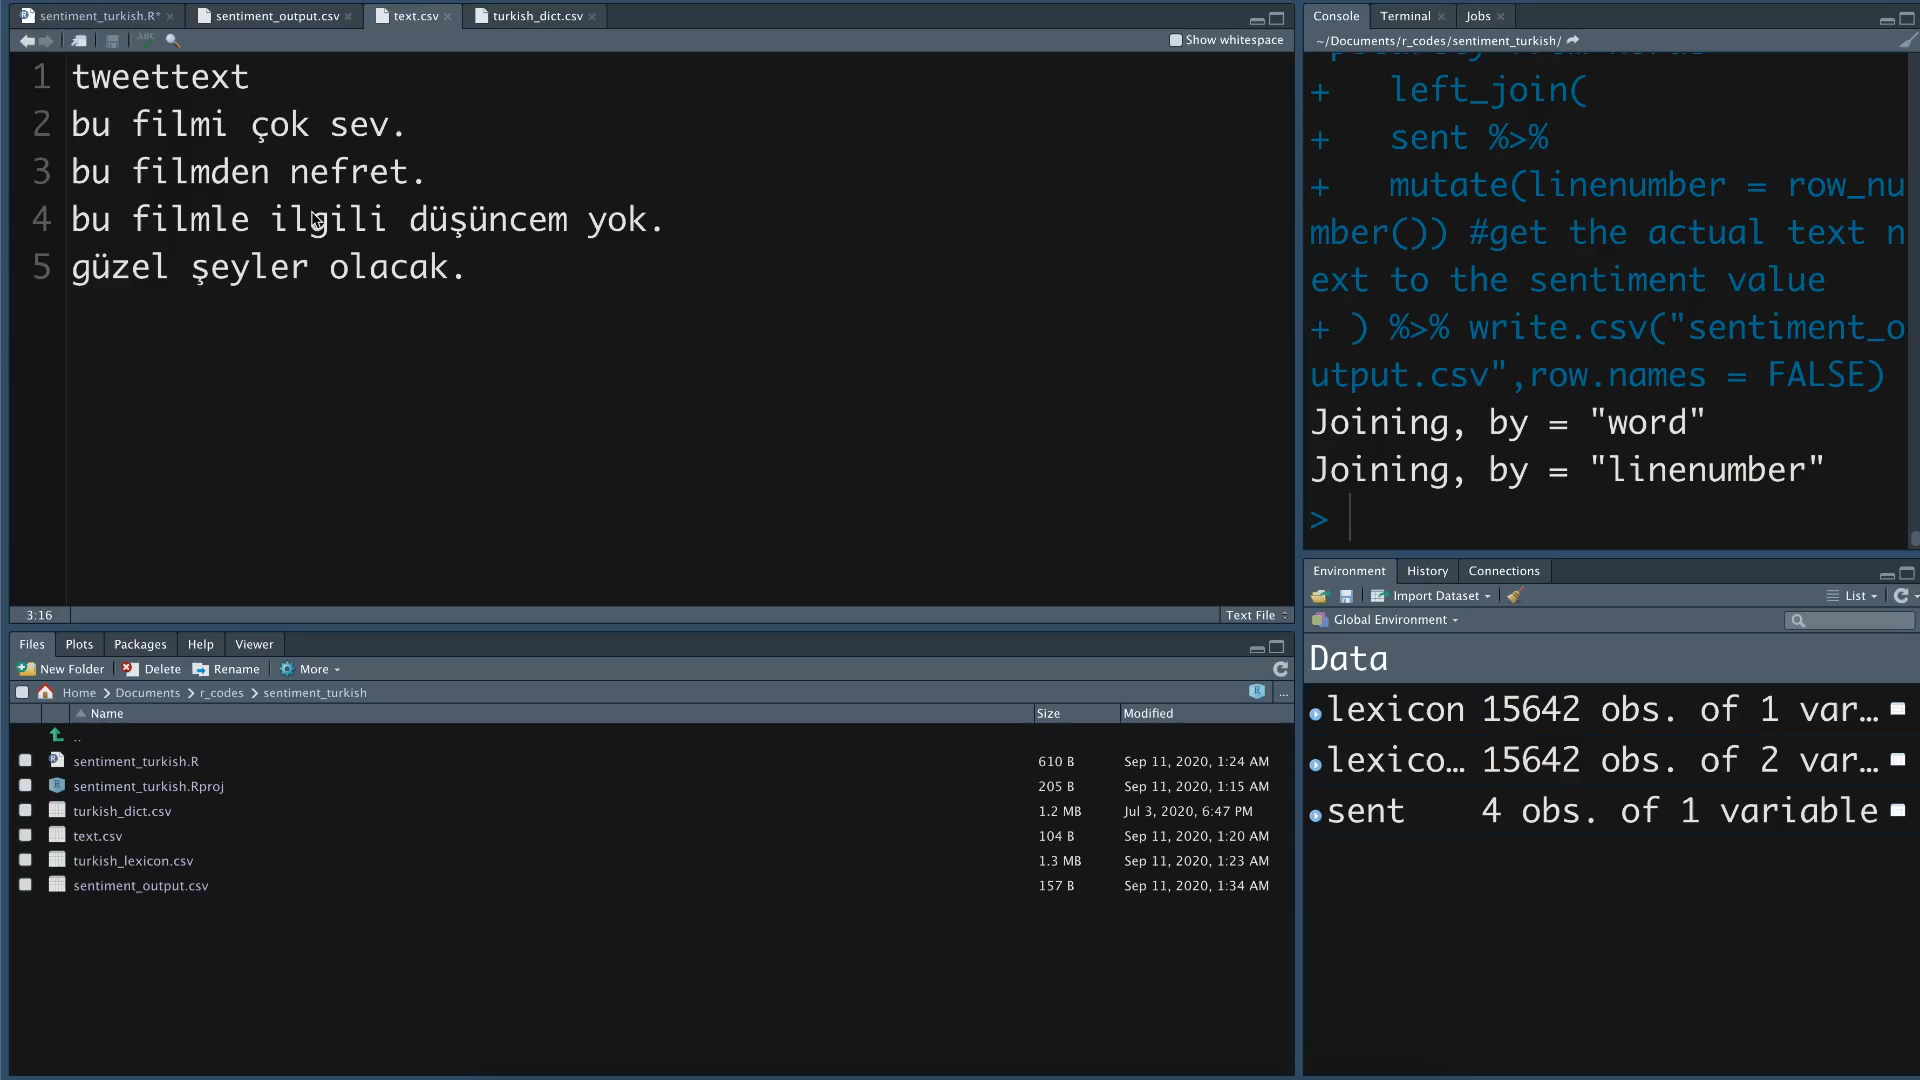 sentiment_turkish.R*
sentiment_output.csv
text.csv
turkish_dict.csv
ABC
Show whitespace
1 tweettext
2 bu filmi çok sev.
3 bu filmden nefret.
4 bu filmle ilgili düşüncem yok.
5 güzel şeyler olacak.
3:16
Text File
Files Plots Packages Help Viewer
New Folder Delete Rename More
Home Documents r_codes sentiment_turkish
...
Name Size Modified
..
sentiment_turkish.R 610 B Sep 11, 2020, 1:24 AM
sentiment_turkish.Rproj 205 B Sep 11, 2020, 1:15 AM
turkish_dict.csv 1.2 MB Jul 3, 2020, 6:47 PM
text.csv 104 B Sep 11, 2020, 1:20 AM
turkish_lexicon.csv 1.3 MB Sep 11, 2020, 1:23 AM
sentiment_output.csv 157 B Sep 11, 2020, 1:34 AM
Console Terminal Jobs
~/Documents/r_codes/sentiment_turkish/
+ left_join(
+ sent %>%
+ mutate(linenumber = row_nu
mber()) #get the actual text n
ext to the sentiment value
+ ) %>% write.csv("sentiment_o
utput.csv",row.names = FALSE)
Joining, by = "word"
Joining, by = "linenumber"
>
Environment History Connections
Import Dataset List
Global Environment
Data
lexicon 15642 obs. of 1 var…
lexico… 15642 obs. of 2 var…
sent 4 obs. of 1 variable